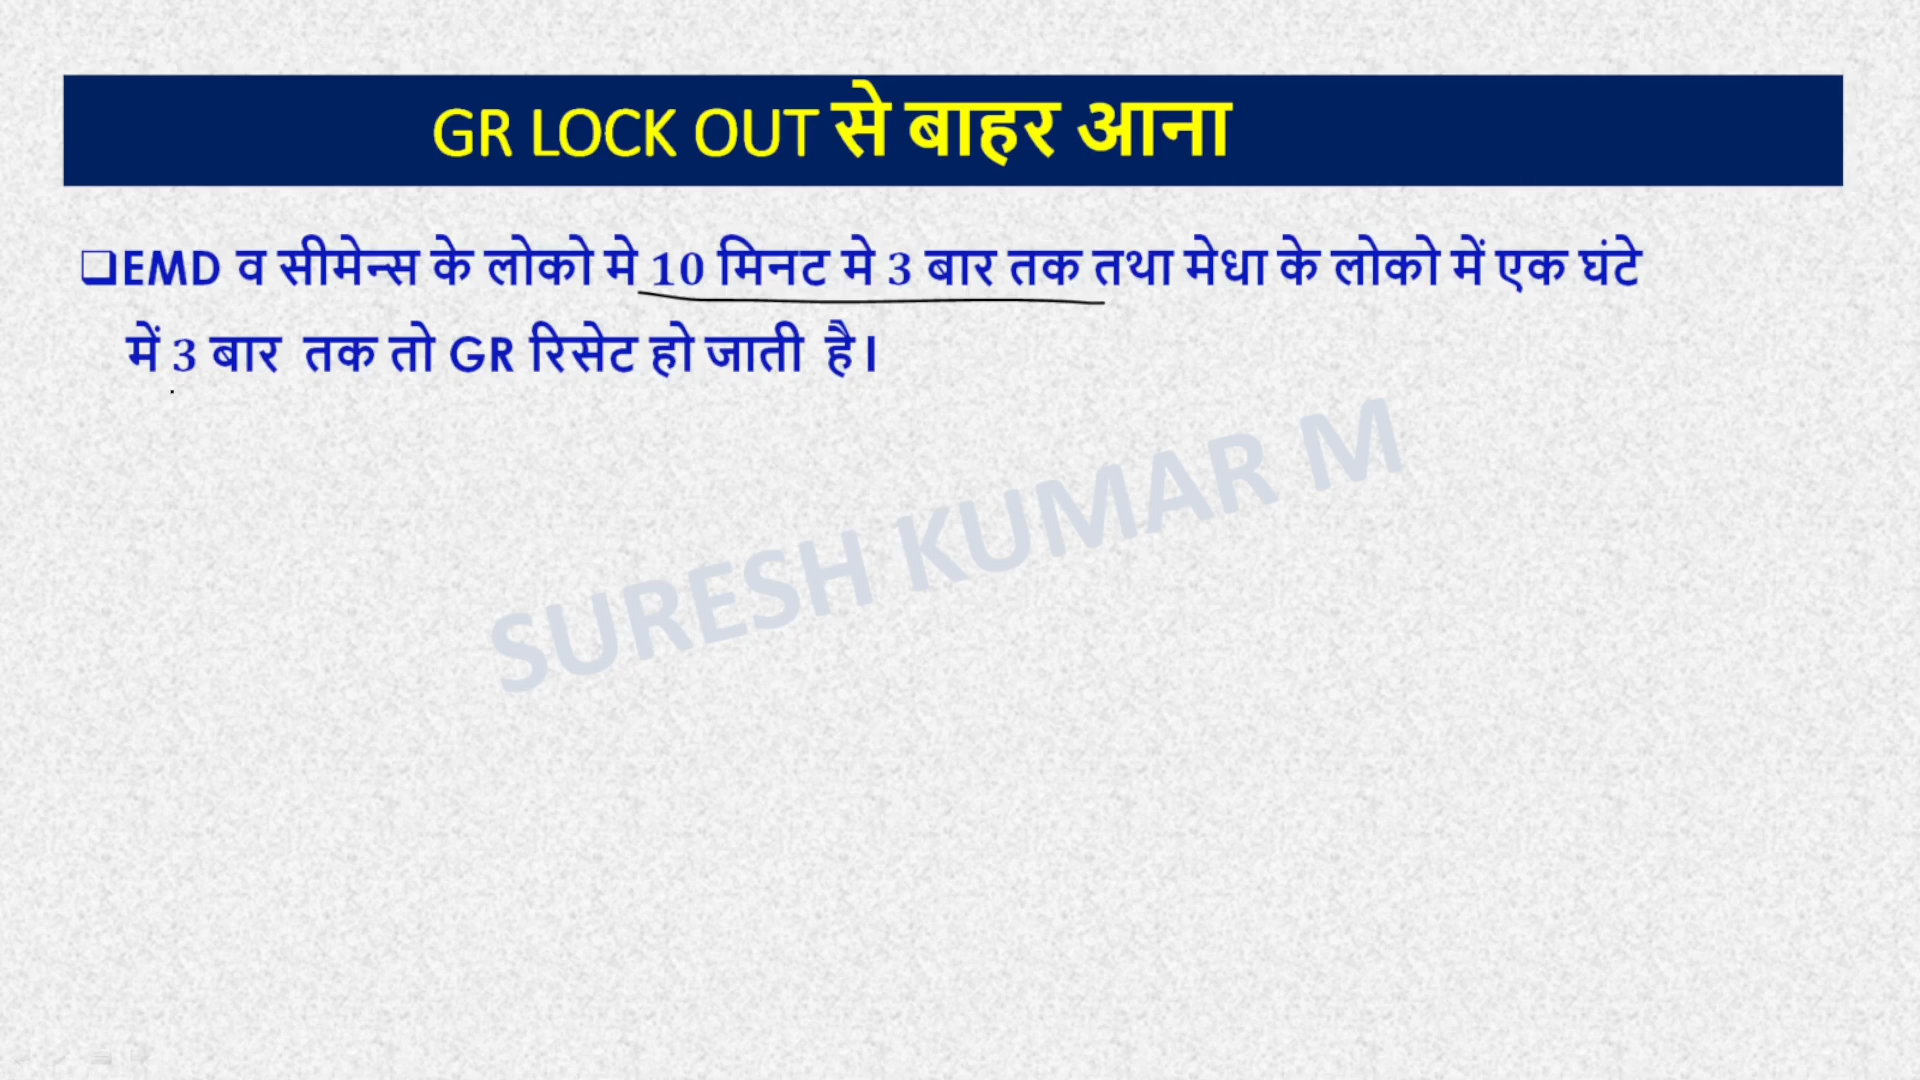 GR LOCK OUT से बाहर आना
❑EMD व सीमेन्स के लोको मे 10 मिनट मे 3 बार तक तथा मेधा के लोको में एक घंटे
में 3 बार तक तो GR रिसेट हो जाती है।
SURESH KUMAR M